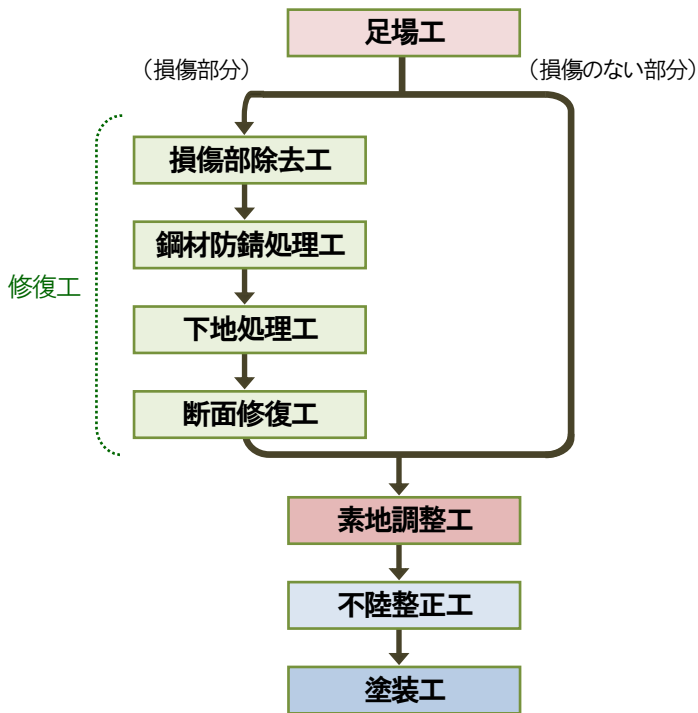 足場工
（損傷部分）
（損傷のない部分）
損傷部除去工
鋼材防錆処理工
修復工
下地処理工
断面修復工
素地調整工
不陸整正工
塗装工